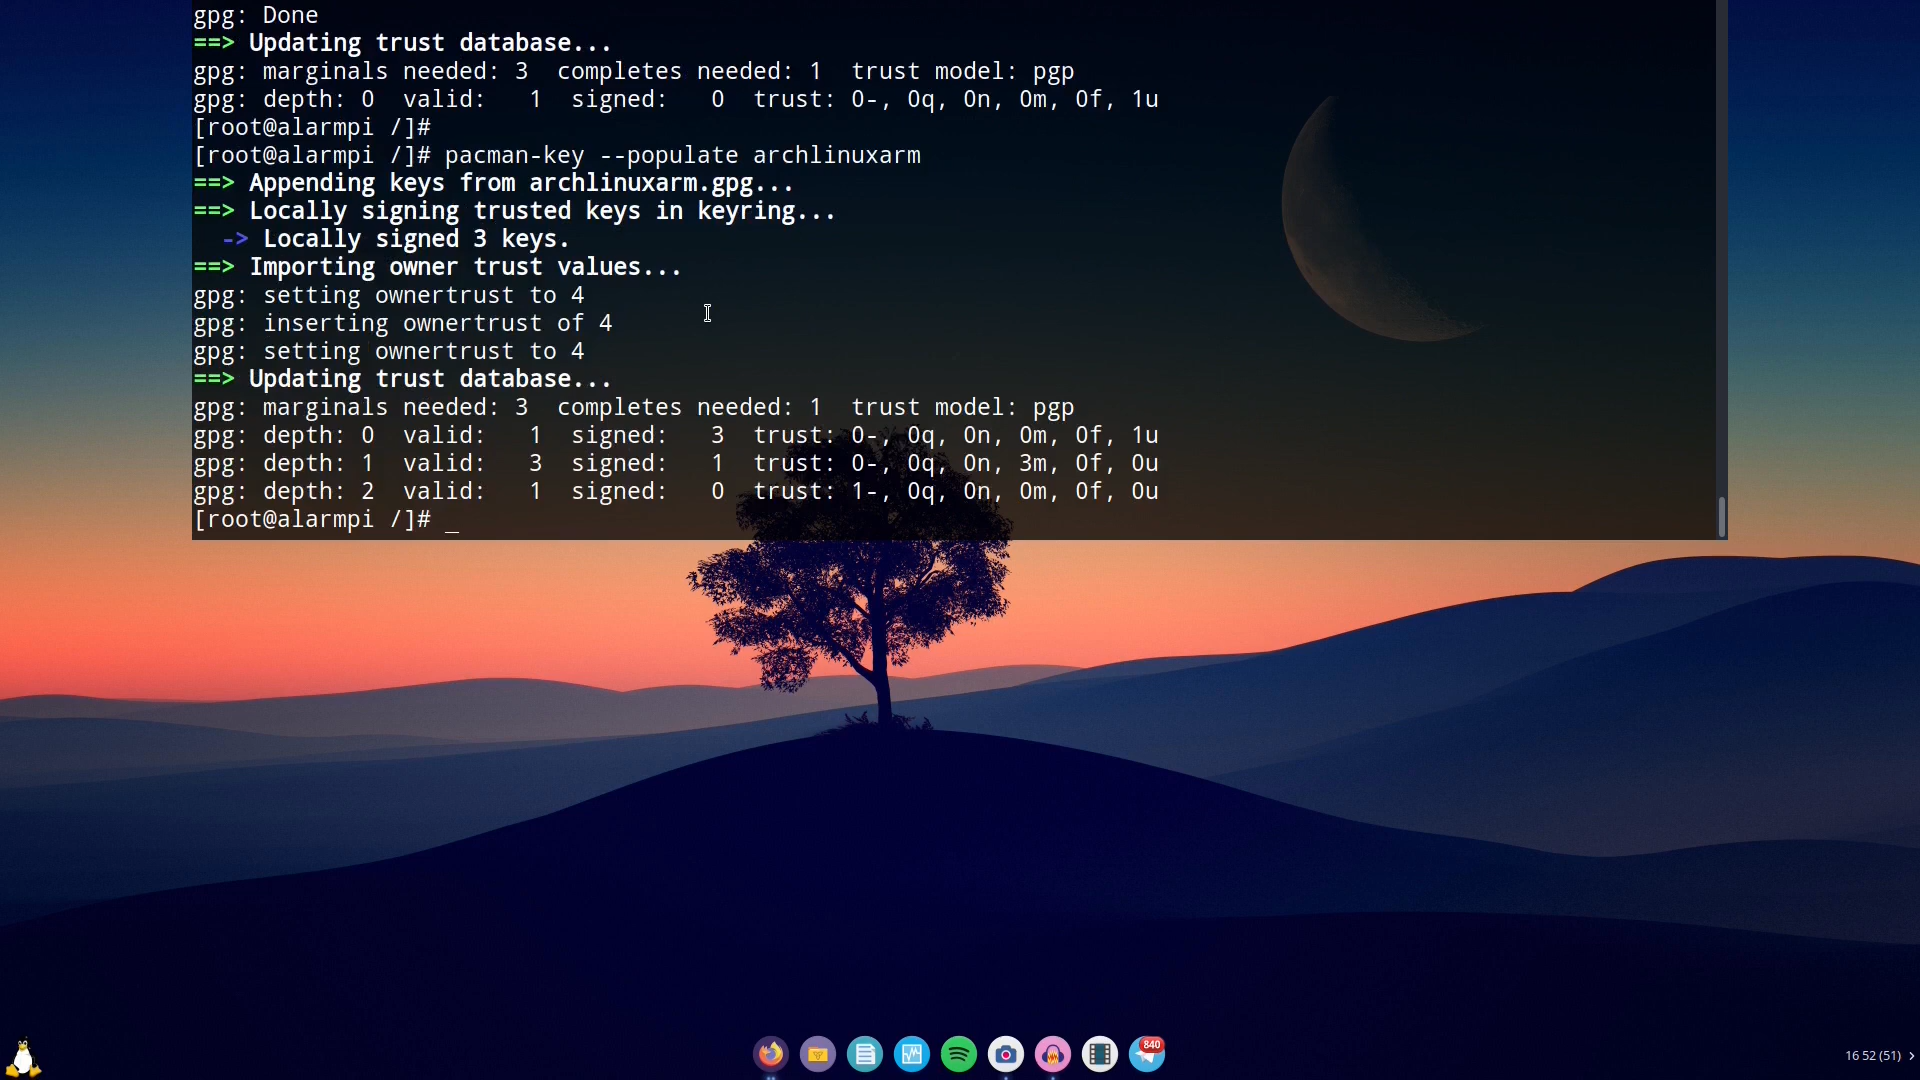 gpg: Done
==> Updating trust database...
gpg: marginals needed: 3  completes needed: 1  trust model: pgp
gpg: depth: 0  valid:   1  signed:   0  trust: 0-, 0q, 0n, 0m, 0f, 1u
[root@alarmpi /]#
[root@alarmpi /]# pacman-key --populate archlinuxarm
==> Appending keys from archlinuxarm.gpg...
==> Locally signing trusted keys in keyring...
  -> Locally signed 3 keys.
==> Importing owner trust values...
gpg: setting ownertrust to 4
gpg: inserting ownertrust of 4
gpg: setting ownertrust to 4
==> Updating trust database...
gpg: marginals needed: 3  completes needed: 1  trust model: pgp
gpg: depth: 0  valid:   1  signed:   3  trust: 0-, 0q, 0n, 0m, 0f, 1u
gpg: depth: 1  valid:   3  signed:   1  trust: 0-, 0q, 0n, 3m, 0f, 0u
gpg: depth: 2  valid:   1  signed:   0  trust: 1-, 0q, 0n, 0m, 0f, 0u
[root@alarmpi /]# _
840
16 52 (51) >